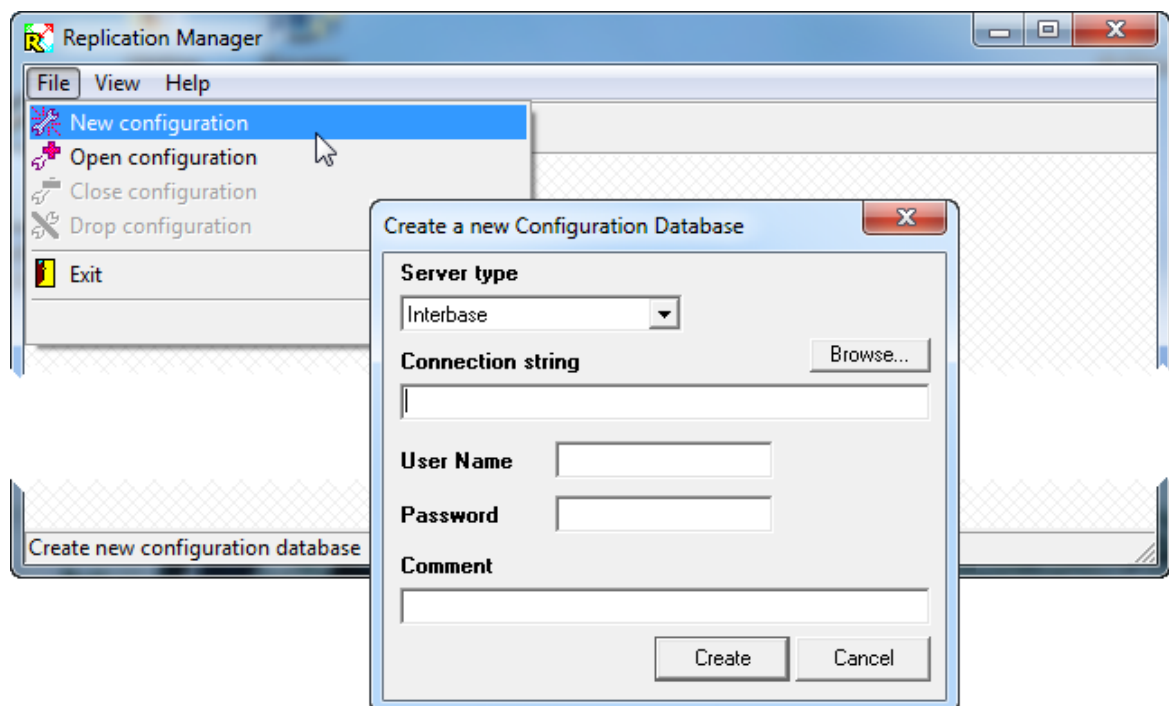 Replication Manager
File View Help
New configuration
Open configuration
Close configuration
Drop configuration
Exit
Create a new Configuration Database
Server type
Interbase
Connection string
Browse...
User Name
Password
Comment
Create Cancel
Create new configuration database